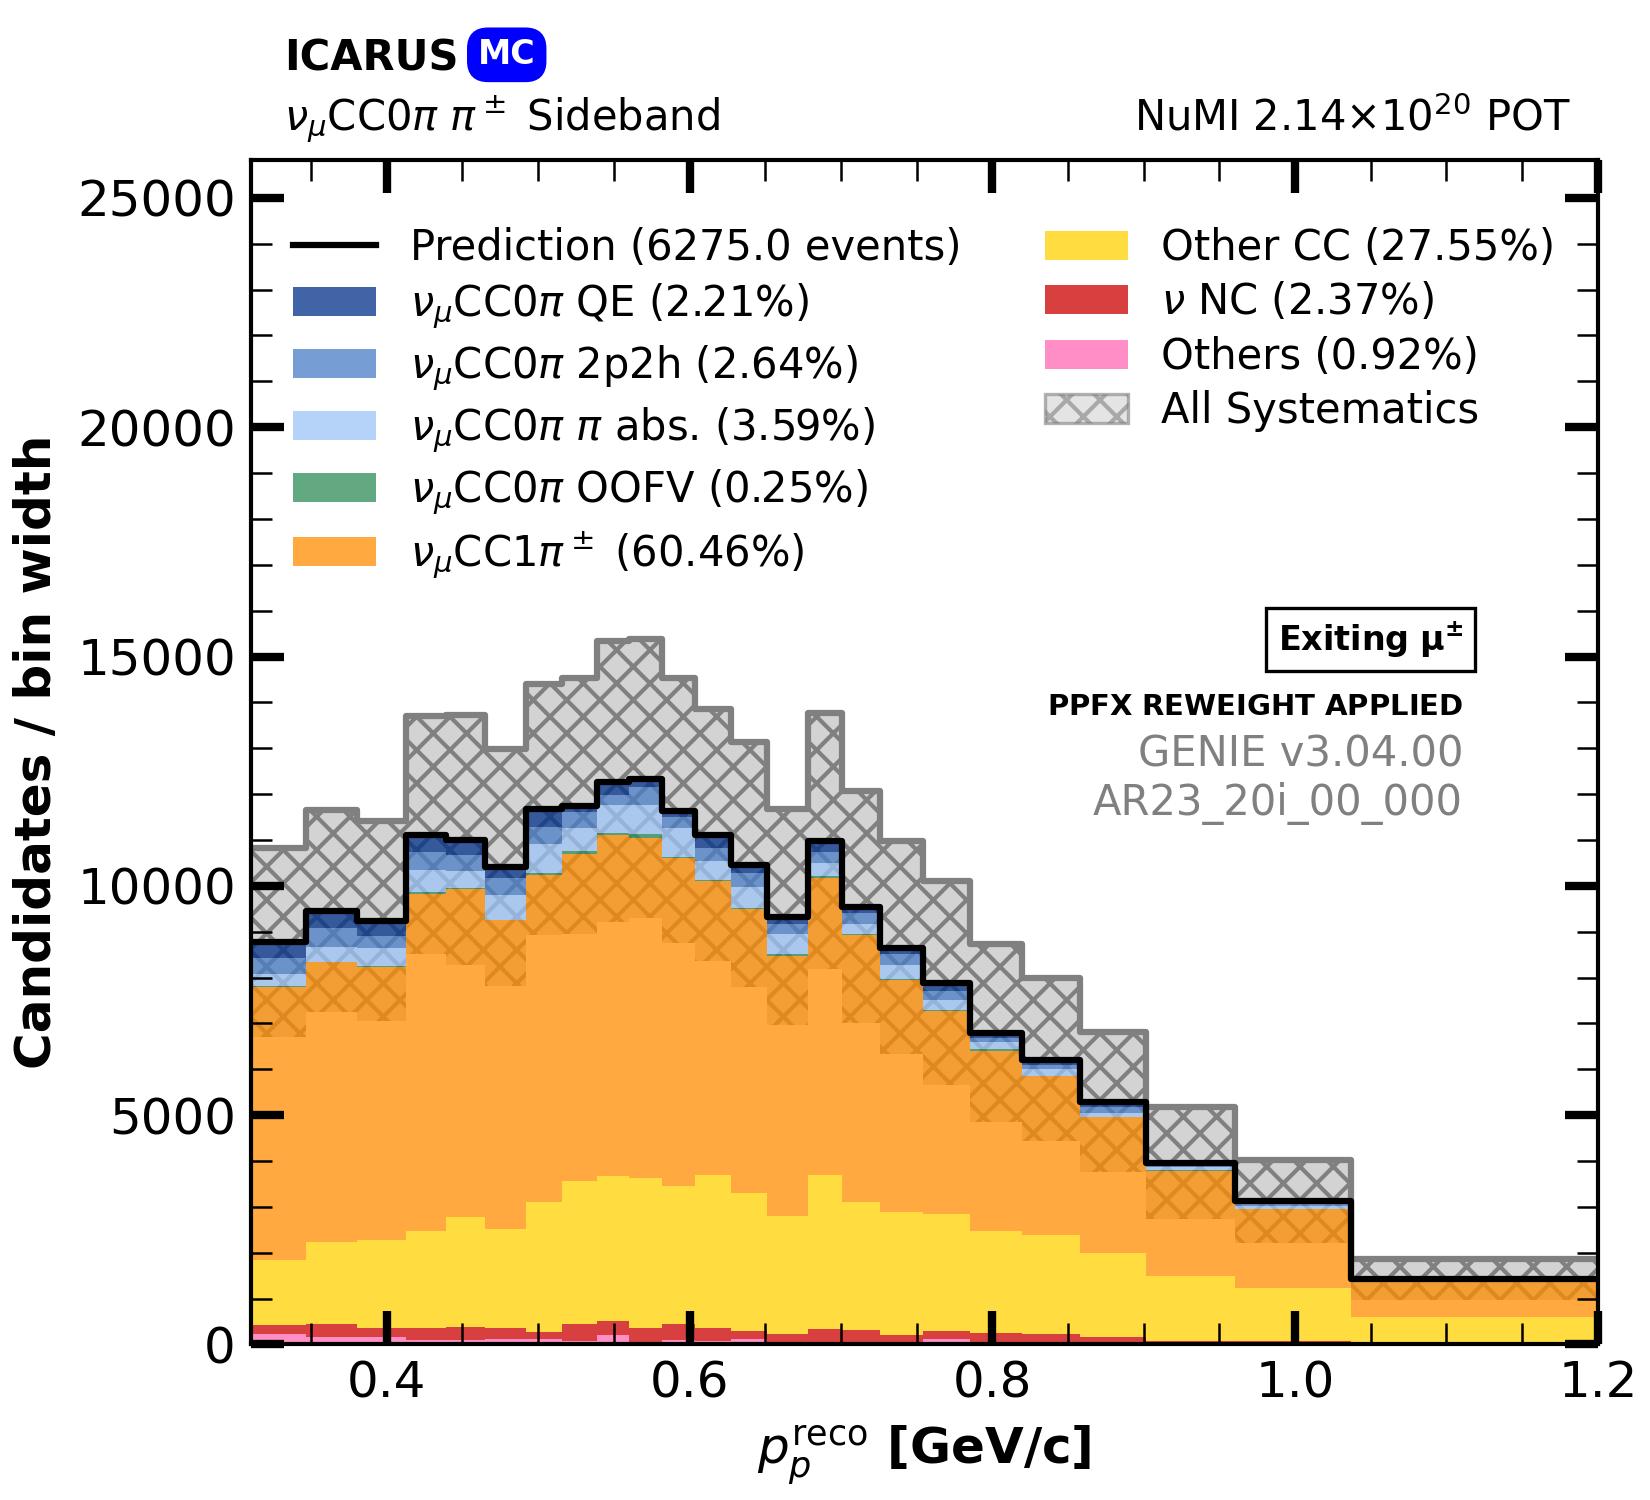 ICARUS MC
νμCC0π π± Sideband
NuMI 2.14×10²⁰ POT
25000
20000
15000
10000
5000
0
Candidates / bin width
Prediction (6275.0 events)
νμCC0π QE (2.21%)
νμCC0π 2p2h (2.64%)
νμCC0π π abs. (3.59%)
νμCC0π OOFV (0.25%)
νμCC1π± (60.46%)
Other CC (27.55%)
ν NC (2.37%)
Others (0.92%)
All Systematics
Exiting μ±
PPFX REWEIGHT APPLIED
GENIE v3.04.00
AR23_20i_00_000
0.4 0.6 0.8 1.0 1.2
p_p^reco [GeV/c]